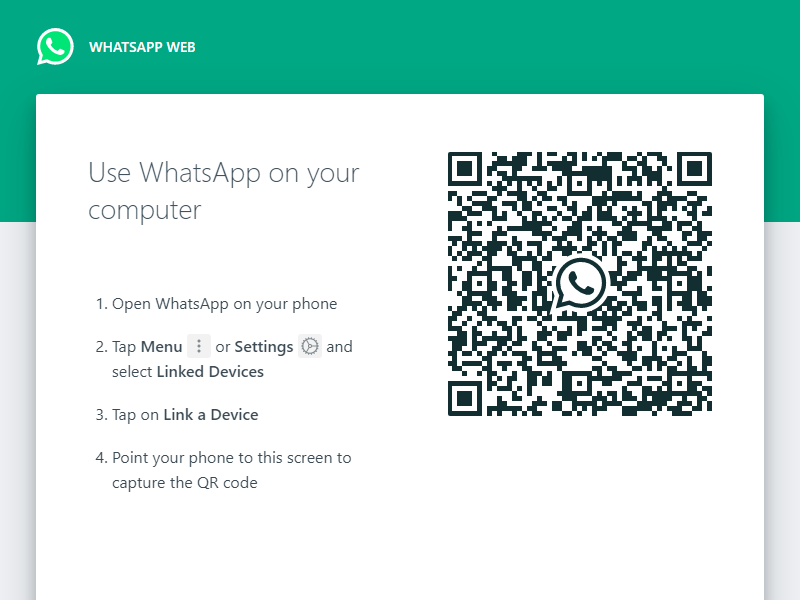 WHATSAPP WEB
Use WhatsApp on your
computer
1. Open WhatsApp on your phone
2. Tap Menu or Settings and
select Linked Devices
3. Tap on Link a Device
4. Point your phone to this screen to
capture the QR code